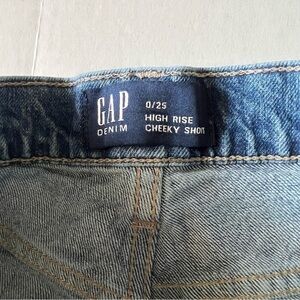 GAP
DENIM
0/25
HIGH RISE
CHEEKY SHORT